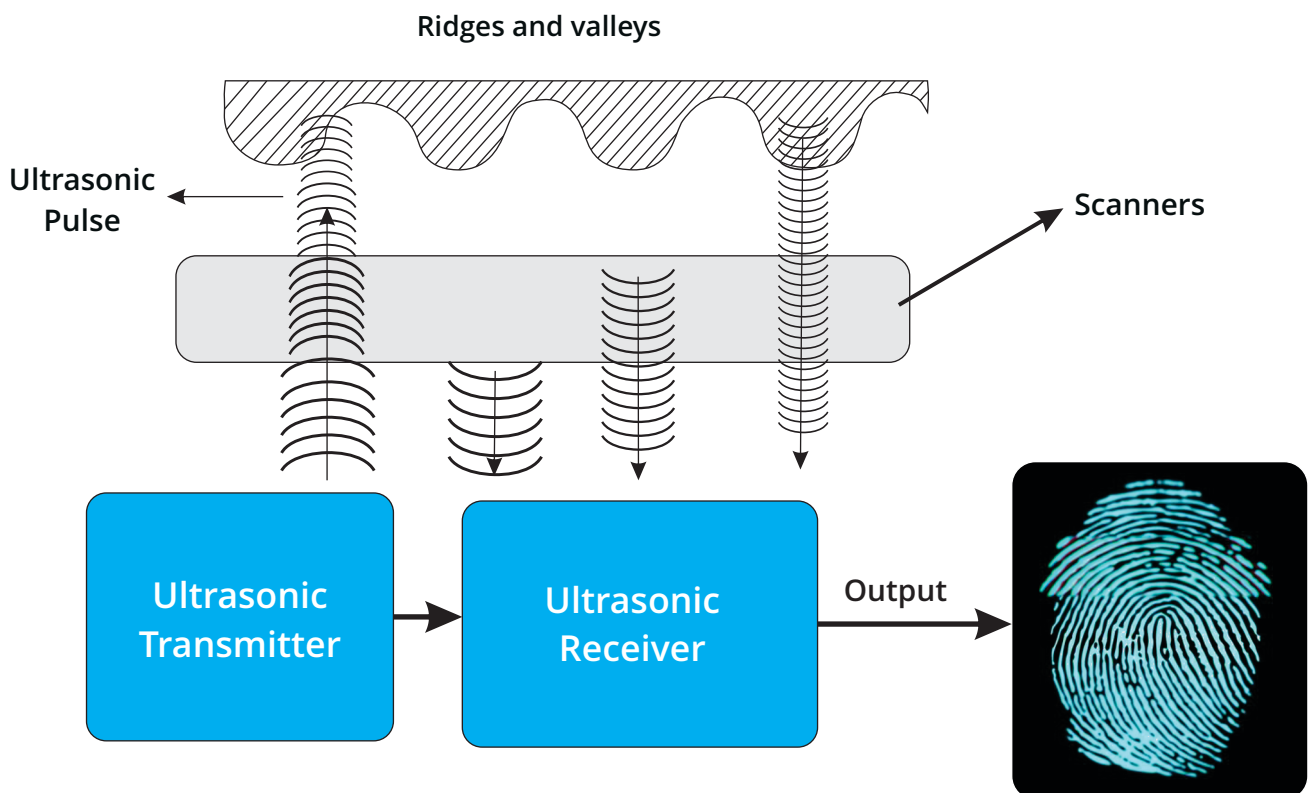 Ridges and valleys
Ultrasonic
Pulse
Scanners
Ultrasonic
Transmitter
Ultrasonic
Receiver
Output